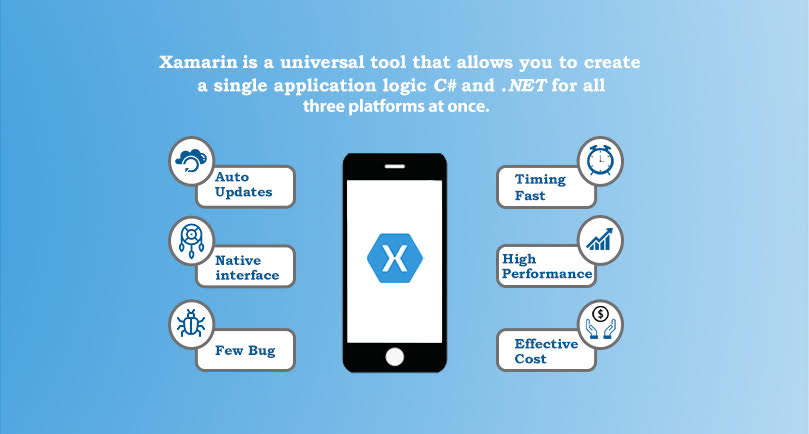 Xamarin is a universal tool that allows you to create
a single application logic C# and .NET for all
three platforms at once.
Auto
Updates
Native
interface
Few Bug
X
Timing
Fast
High
Performance
$
Effective
Cost